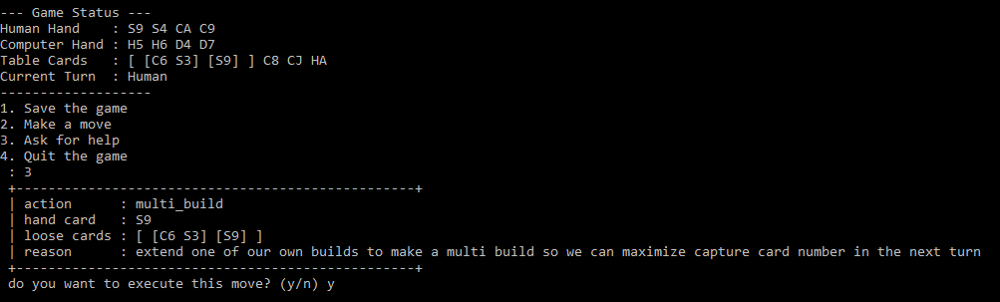 --- Game Status ---
Human Hand    : S9 S4 CA C9
Computer Hand : H5 H6 D4 D7
Table Cards   : [ [C6 S3] [S9] ] C8 CJ HA
Current Turn  : Human
-------------------
1. Save the game
2. Make a move
3. Ask for help
4. Quit the game
 : 3
 +--------------------------------------------------+
 | action      : multi_build
 | hand card   : S9
 | loose cards : [ [C6 S3] [S9] ]
 | reason      : extend one of our own builds to make a multi build so we can maximize capture card number in the next turn
 +--------------------------------------------------+
 do you want to execute this move? (y/n) y